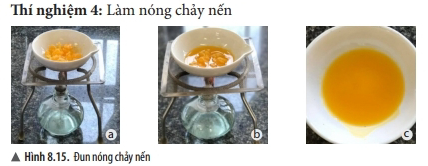 Thí nghiệm 4: Làm nóng chảy nến
a b c
▲ Hình 8.15. Đun nóng chảy nến